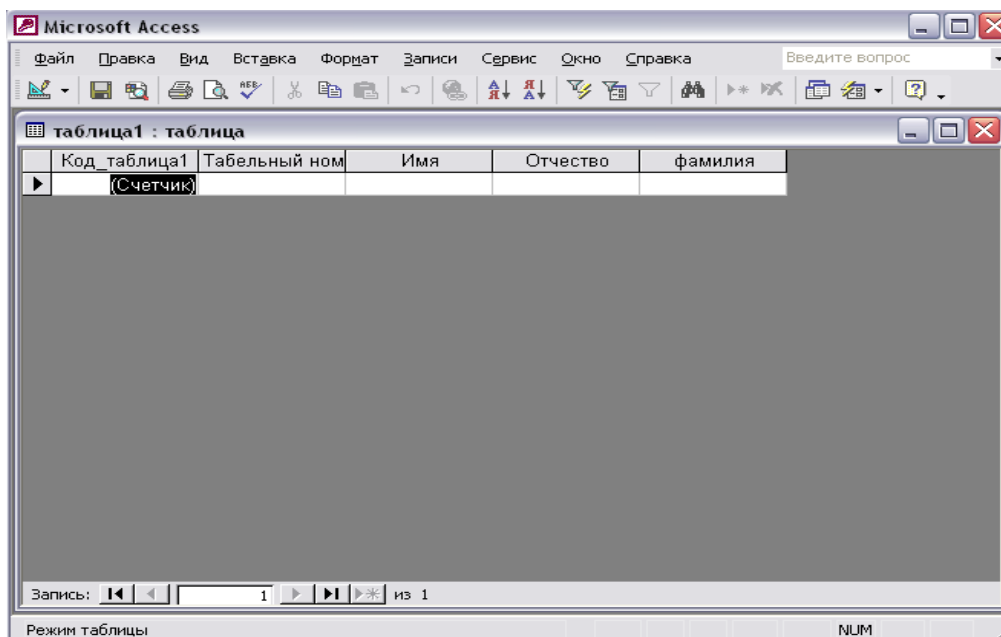 Microsoft Access
Файл Правка Вид Вставка Формат Записи Сервис Окно Справка Введите вопрос
таблица1 : таблица
Код_таблица1 Табельный ном Имя Отчество фамилия
(Счетчик)
Запись: 1 из 1
Режим таблицы NUM